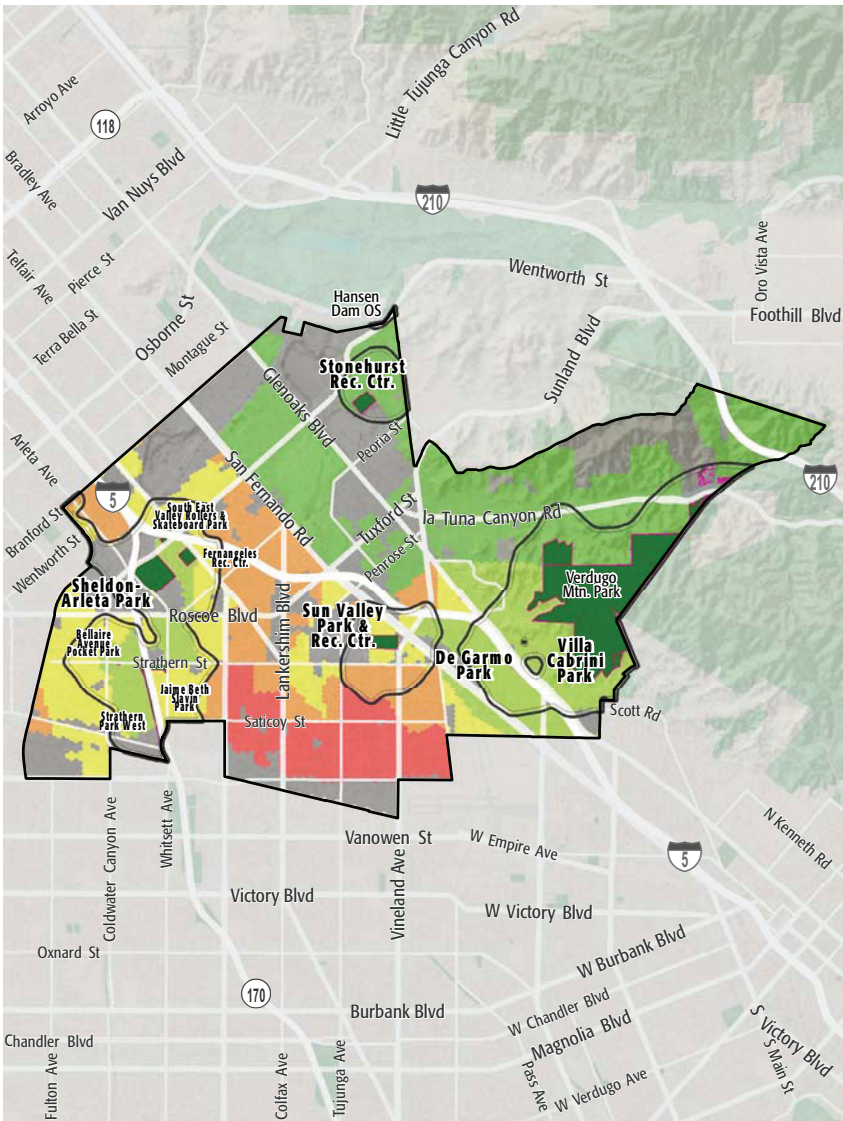 Little Tujunga Canyon Rd
Arroyo Ave
118
Bradley Ave
Van Nuys Blvd
210
Oro Vista Ave
Telfair Ave
Pierce St
Wentworth St
Hansen
Dam OS
Foothill Blvd
Osborne St
Terra Bella St
Montague St
Sunland Blvd
Stonehurst
Rec. Ctr.
Glenoaks Blvd
Peoria St
Arleta Ave
San Fernando Rd
210
5
South East
Valley Rollers &
Skateboard Park
Tuxford St
la Tuna Canyon Rd
Branford St
Wentworth St
Fernangeles
Rec. Ctr.
Penrose St
Sheldon-
Arleta Park
Verdugo
Mtn. Park
Roscoe Blvd
Lankershim Blvd
Sun Valley
Park &
Rec. Ctr.
Bellaire
Avenue
Pocket Park
Strathern St
De Garmo
Park
Villa
Cabrini
Park
Jaime Beth
Slavin
Park
Strathern
Park West
Saticoy St
Scott Rd
Coldwater Canyon Ave
Whitsett Ave
Vanowen St
W Empire Ave
5
N Kenneth Rd
Vineland Ave
Victory Blvd
W Victory Blvd
Oxnard St
W Burbank Blvd
170
Burbank Blvd
W Chandler Blvd
Magnolia Blvd
S Victory Blvd
Chandler Blvd
S Main St
Fulton Ave
Colfax Ave
Tujunga Ave
Pass Ave
W Verdugo Ave